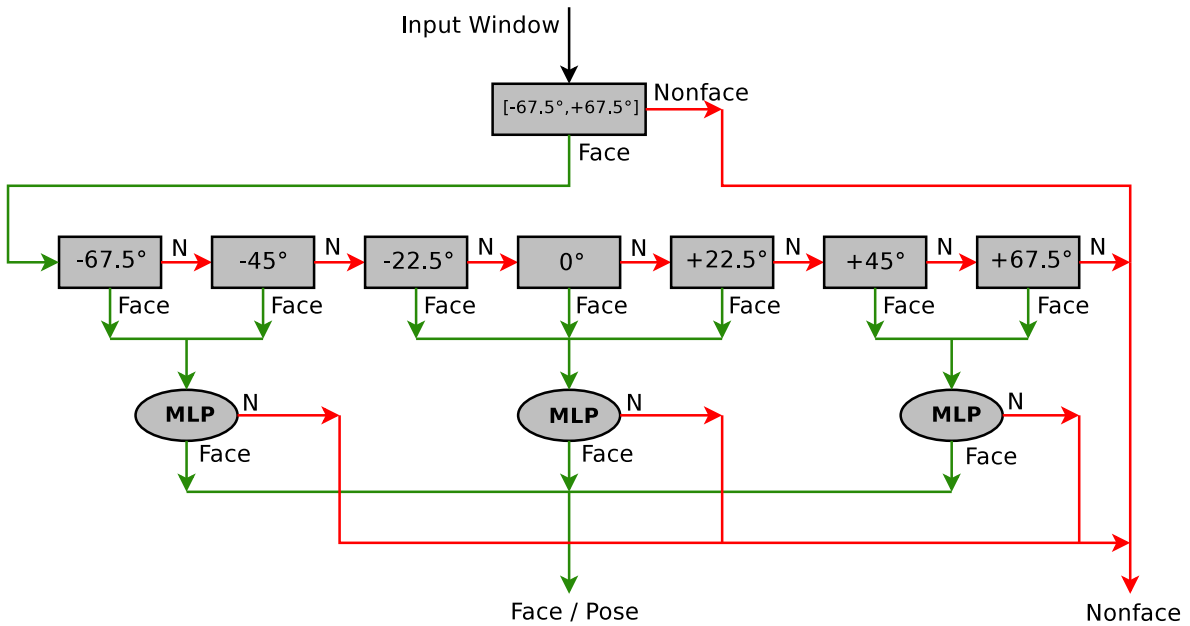 Input Window
[-67.5°,+67.5°]
Nonface
Face
-67.5° N -45° N -22.5° N 0° N +22.5° N +45° N +67.5° N
Face Face Face Face Face Face Face
MLP N MLP N MLP N
Face Face Face
Face / Pose
Nonface